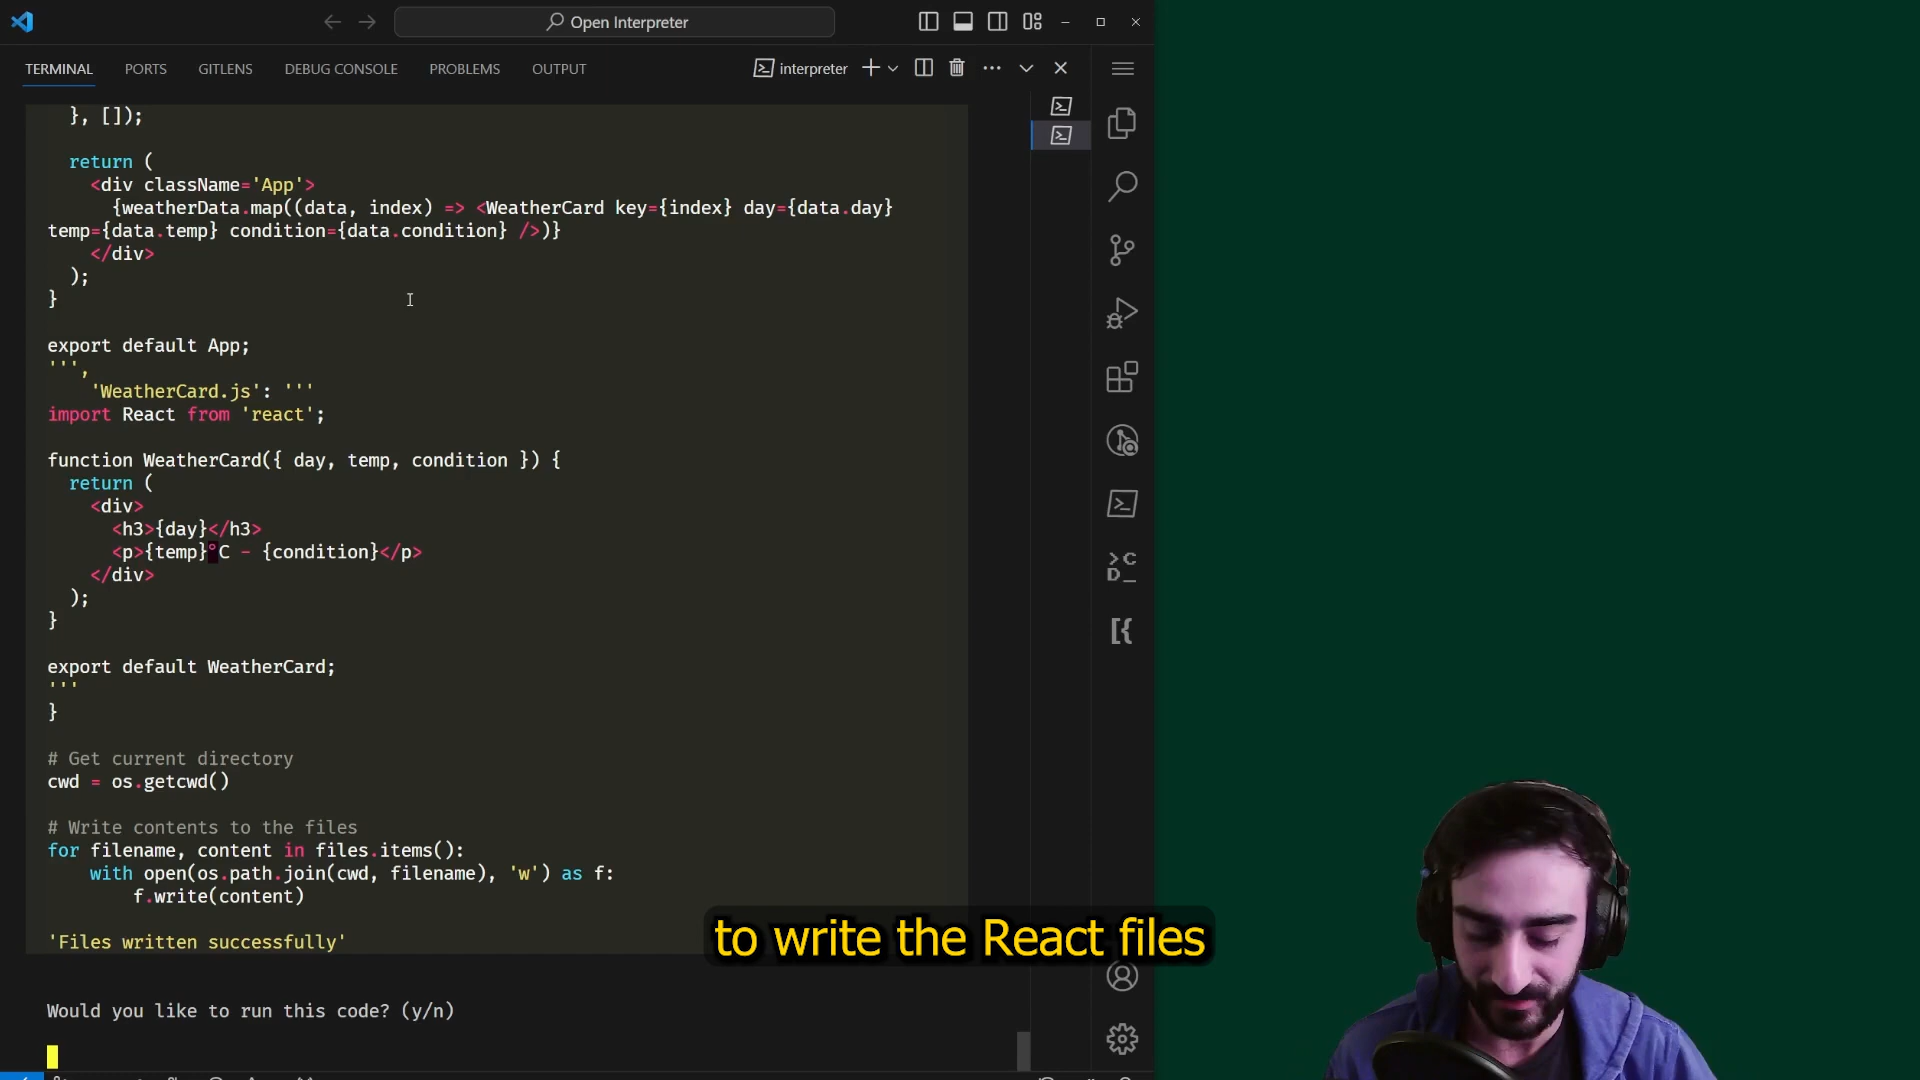 Open Interpreter
TERMINAL PORTS GITLENS DEBUG CONSOLE PROBLEMS OUTPUT interpreter
}, []);
return (
<div className='App'>
{weatherData.map((data, index) => <WeatherCard key={index} day={data.day}
temp={data.temp} condition={data.condition} />)}
</div>
);
}
export default App;
''',
'WeatherCard.js': '''
import React from 'react';
function WeatherCard({ day, temp, condition }) {
return (
<div>
<h3>{day}</h3>
<p>{temp}°C - {condition}</p>
</div>
);
}
export default WeatherCard;
'''
}
# Get current directory
cwd = os.getcwd()
# Write contents to the files
for filename, content in files.items():
with open(os.path.join(cwd, filename), 'w') as f:
f.write(content)
'Files written successfully'
to write the React files
Would you like to run this code? (y/n)